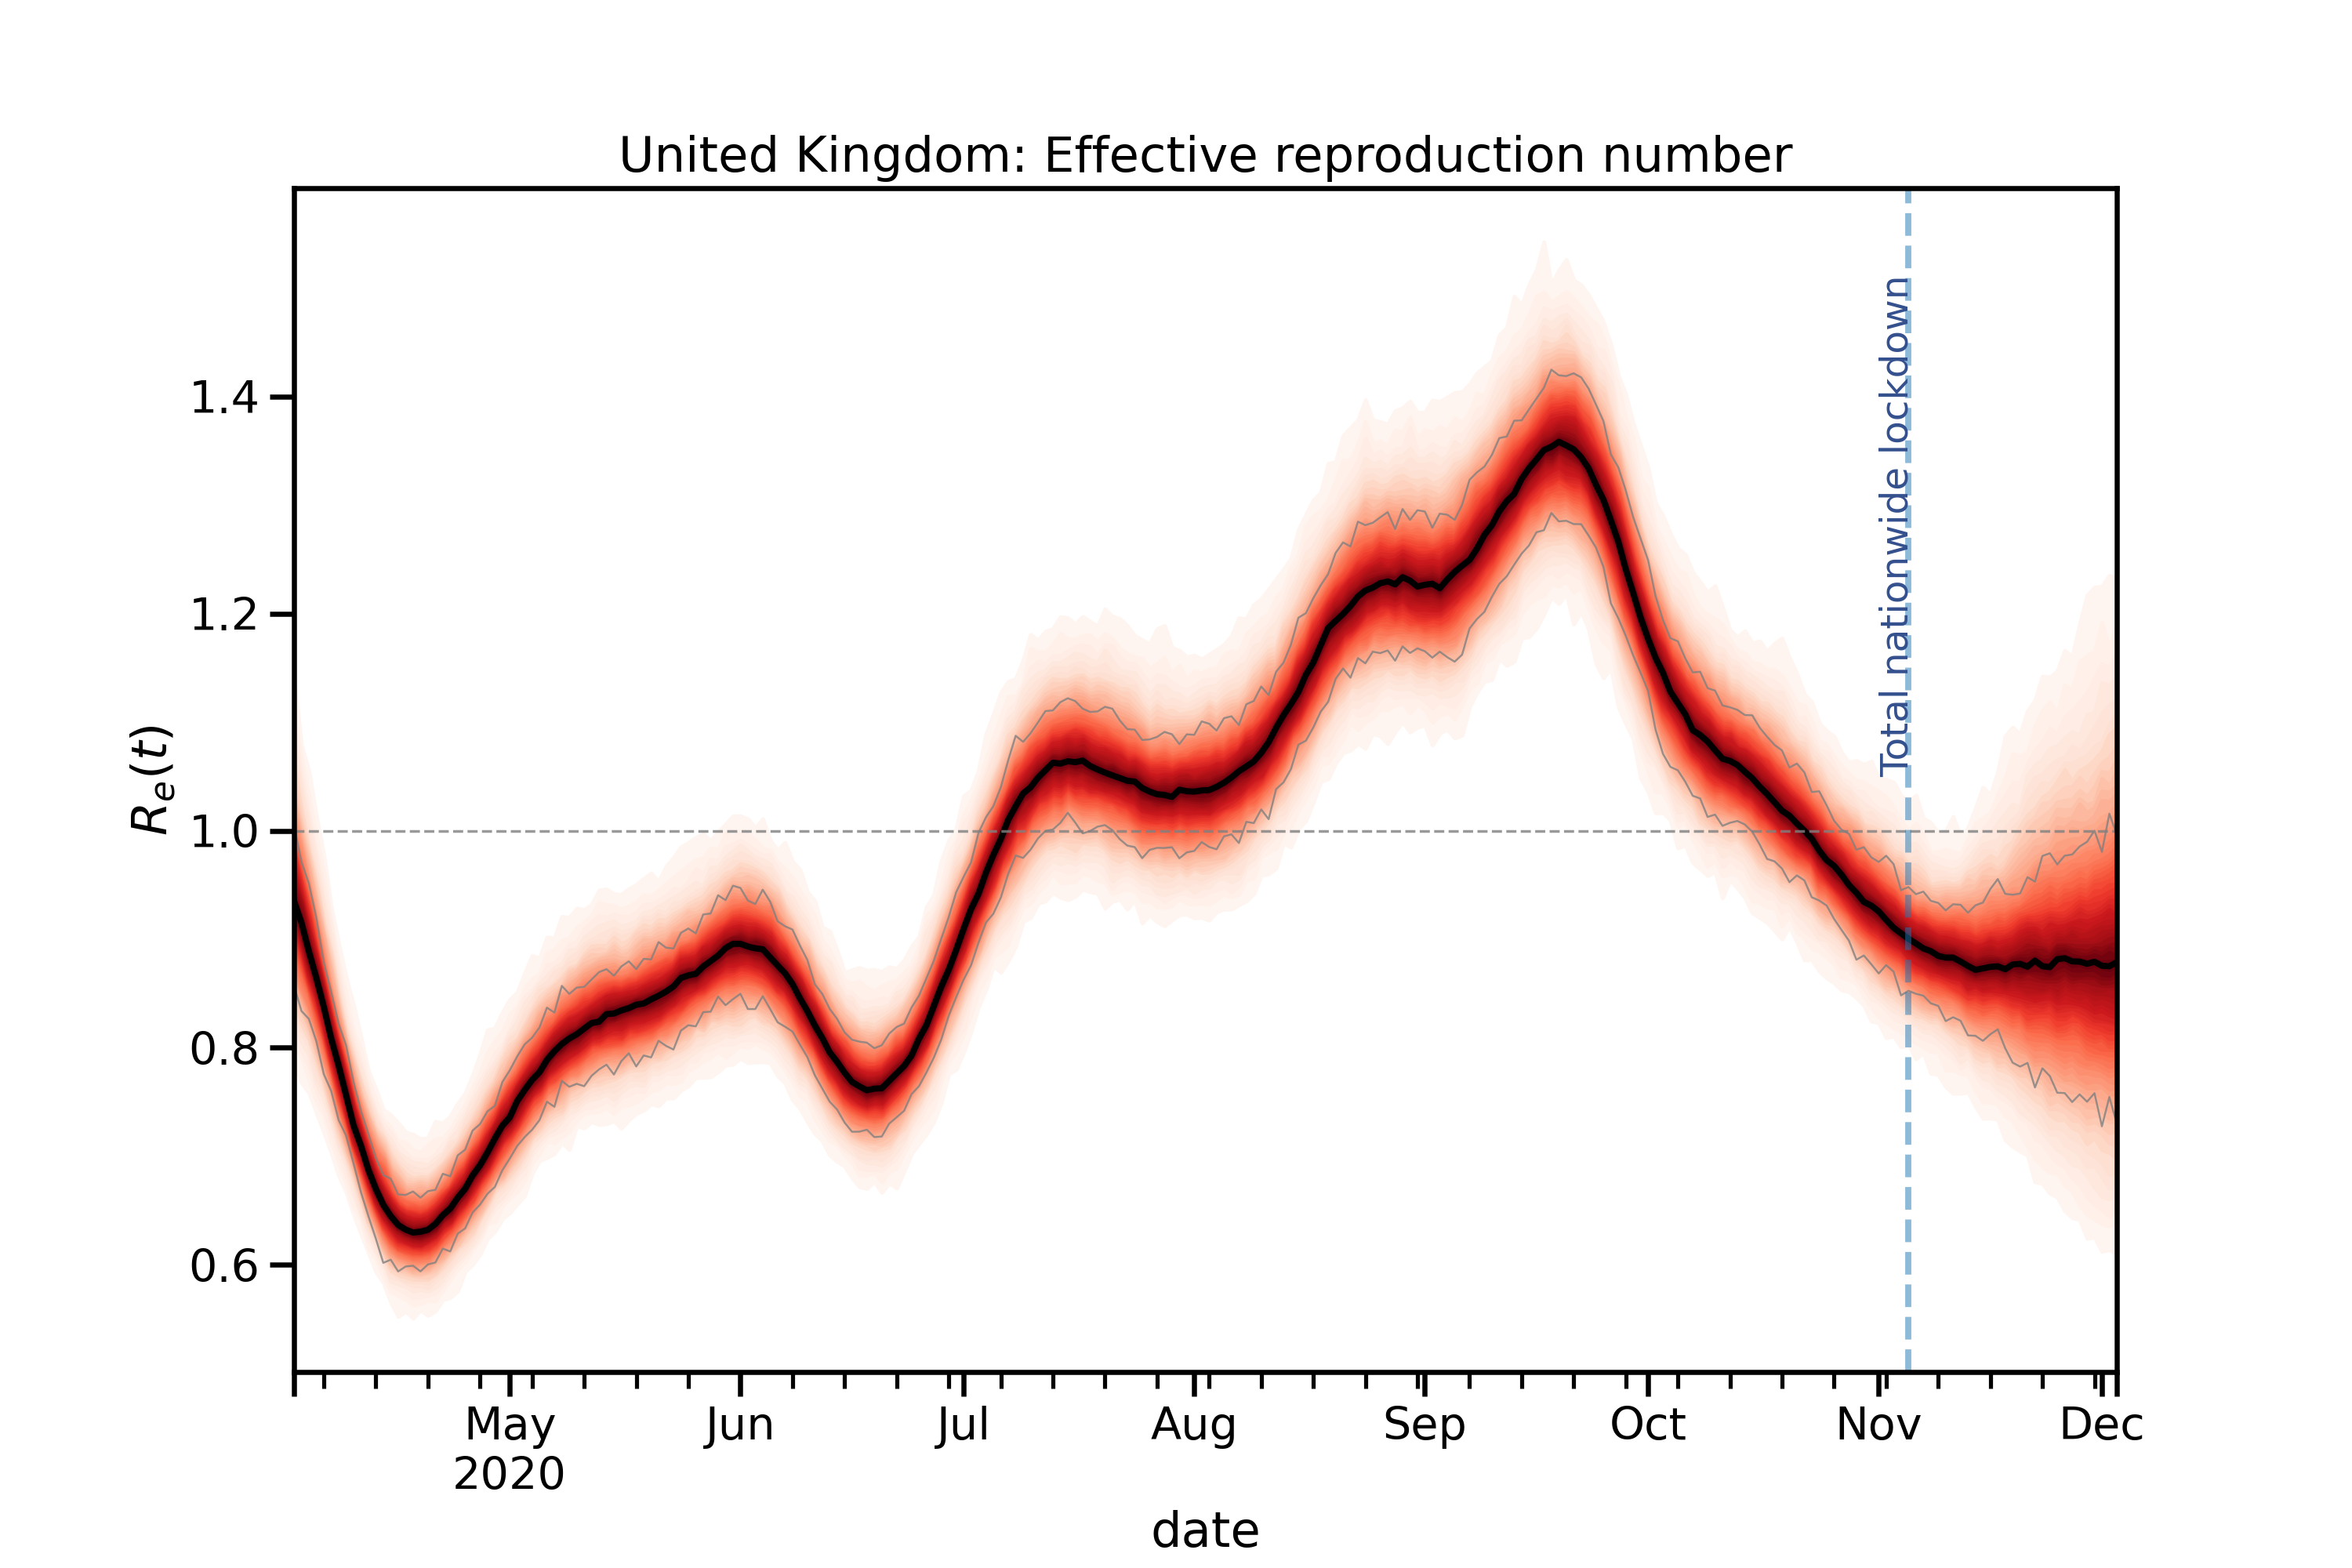 United Kingdom: Effective reproduction number
1.4
1.2
1.0
0.8
0.6
Rₑ(t)
Total nationwide lockdown
May Jun Jul Aug Sep Oct Nov Dec
2020
date